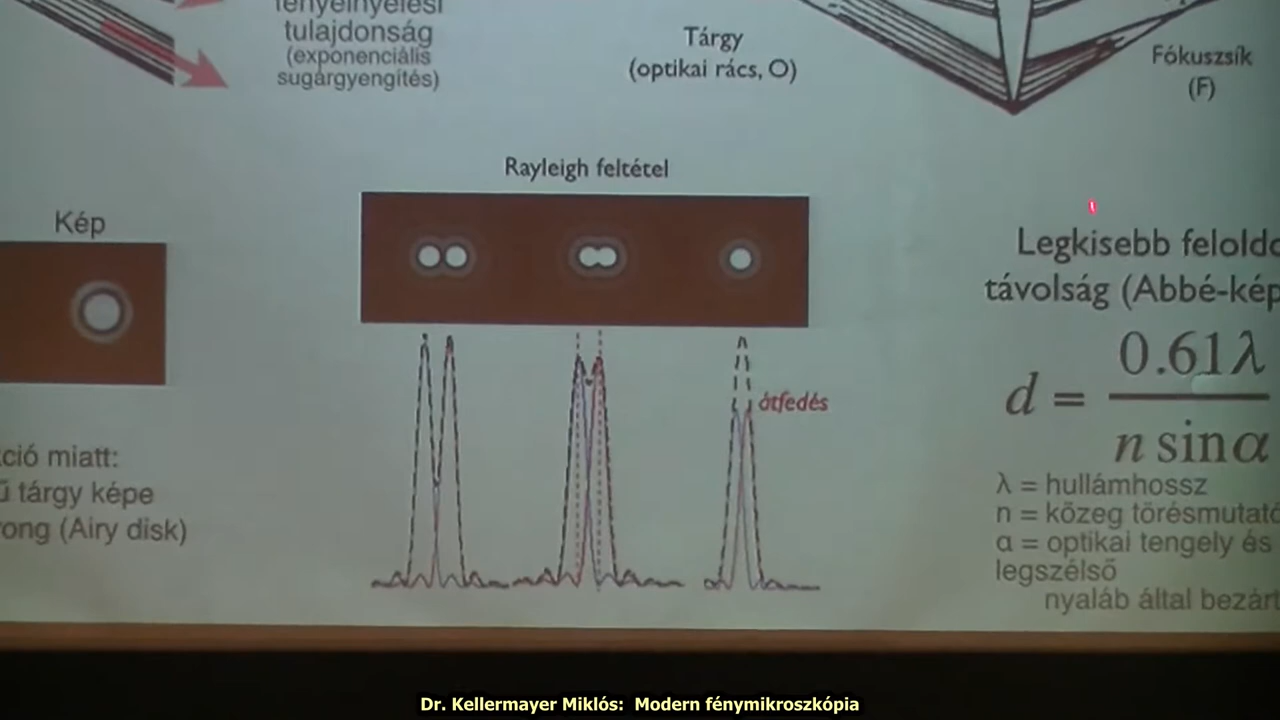 tulajdonság
(exponenciális
sugárgyengítés)
Tárgy
(optikai rács, O)
Fókuszsík
(F)
Rayleigh feltétel
Kép
átfedés
Legkisebb feloldo
távolság (Abbé-kép
d = 0.61λ
n sinα
ció miatt:
ű tárgy képe
rong (Airy disk)
λ = hullámhossz
n = közeg törésmutató
α = optikai tengely és
legszélső
nyaláb által bezárt
Dr. Kellermayer Miklós: Modern fénymikroszkópia